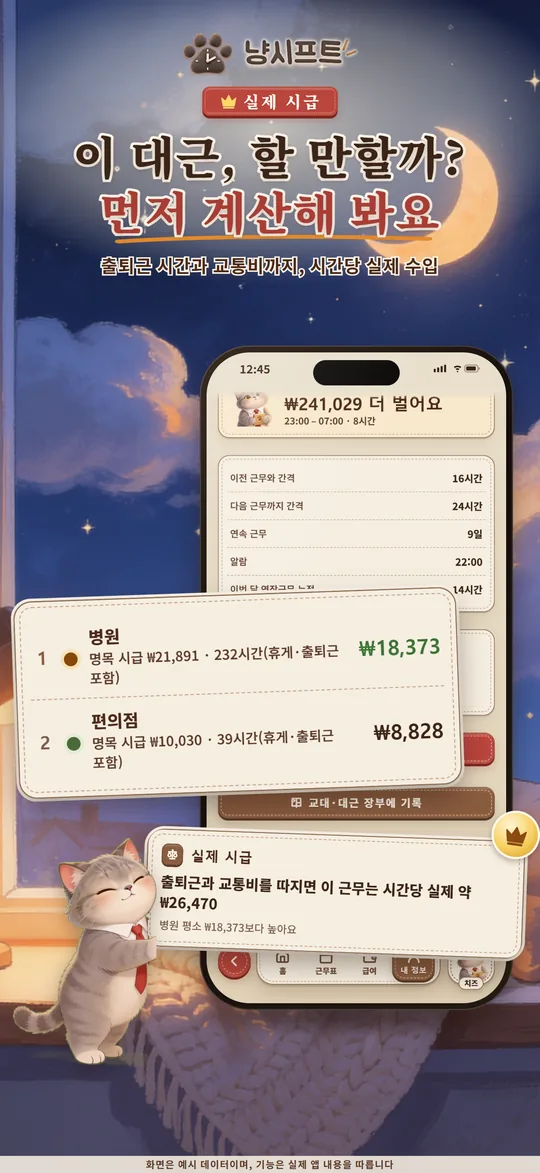 냥시프트
실제 시급
이 대근, 할 만할까?
먼저 계산해 봐요
출퇴근 시간과 교통비까지, 시간당 실제 수입
12:45
₩241,029 더 벌어요
23:00 – 07:00 · 8시간
이전 근무와 간격 16시간
다음 근무까지 간격 24시간
연속 근무 9일
알람 22:00
이번 달 연장근무 누적 14시간
병원
1 명목 시급 ₩21,891 · 232시간(휴게·출퇴근 ₩18,373
포함)
편의점
2 명목 시급 ₩10,030 · 39시간(휴게·출퇴근 ₩8,828
포함)
교대·대근 장부에 기록
실제 시급
출퇴근과 교통비를 따지면 이 근무는 시간당 실제 약
₩26,470
병원 평소 ₩18,373보다 높아요
홈 근무표 급여 내 정보 치즈
화면은 예시 데이터이며, 기능은 실제 앱 내용을 따릅니다